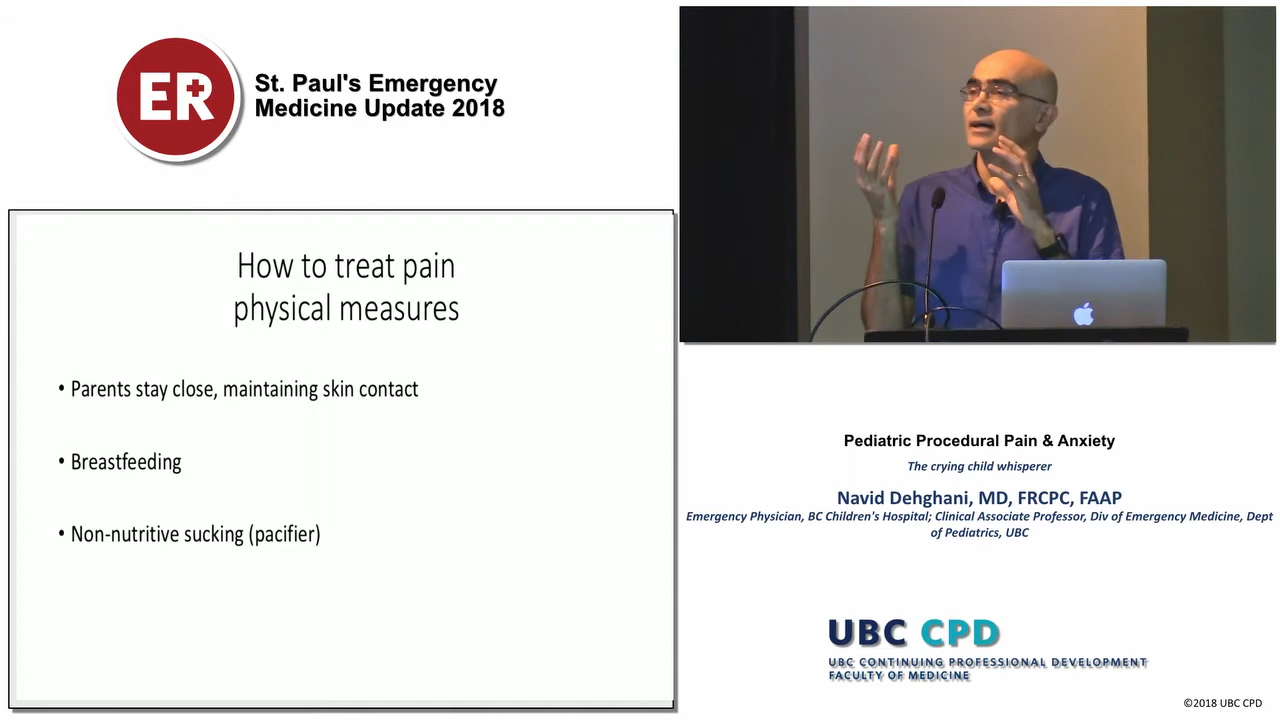 ER
St. Paul's Emergency
Medicine Update 2018
How to treat pain
physical measures
• Parents stay close, maintaining skin contact
• Breastfeeding
• Non-nutritive sucking (pacifier)
Pediatric Procedural Pain & Anxiety
The crying child whisperer
Navid Dehghani, MD, FRCPC, FAAP
Emergency Physician, BC Children's Hospital; Clinical Associate Professor, Div of Emergency Medicine, Dept
of Pediatrics, UBC
UBC CPD
UBC CONTINUING PROFESSIONAL DEVELOPMENT
FACULTY OF MEDICINE
©2018 UBC CPD